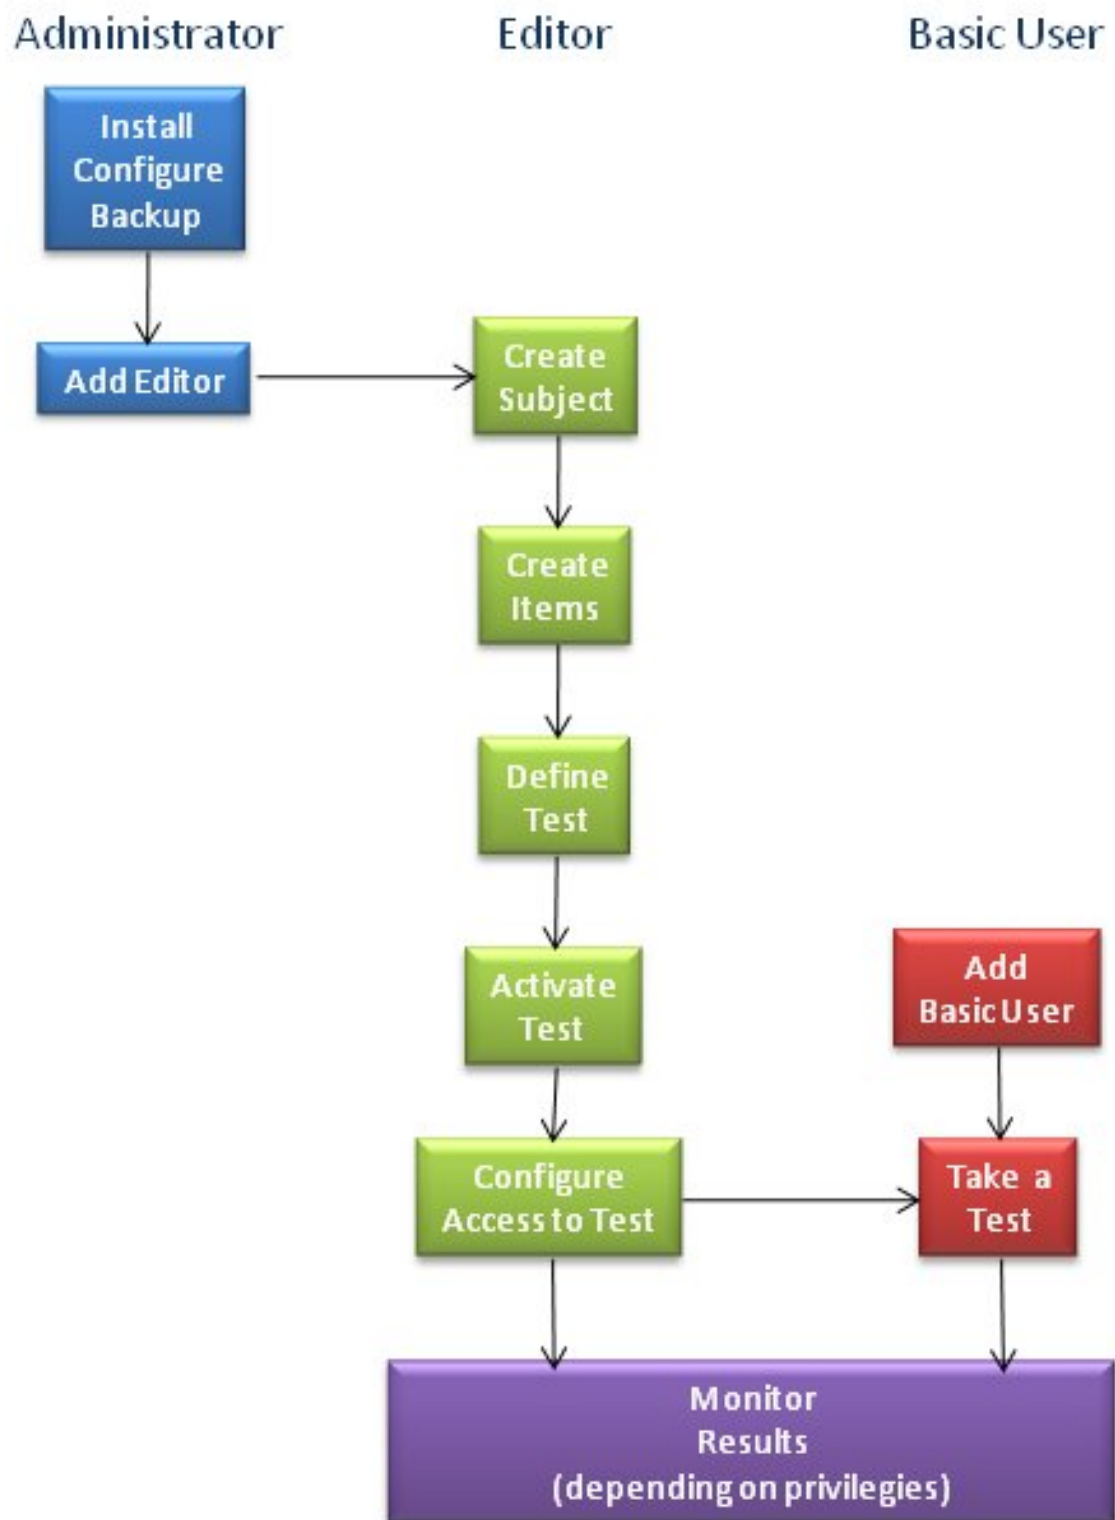 Administrator
Editor
Basic User
Install
Configure
Backup
Add Editor
Create
Subject
Create
Items
Define
Test
Activate
Test
Add
Basic User
Configure
Access to Test
Take a
Test
Monitor
Results
(depending on privilegies)